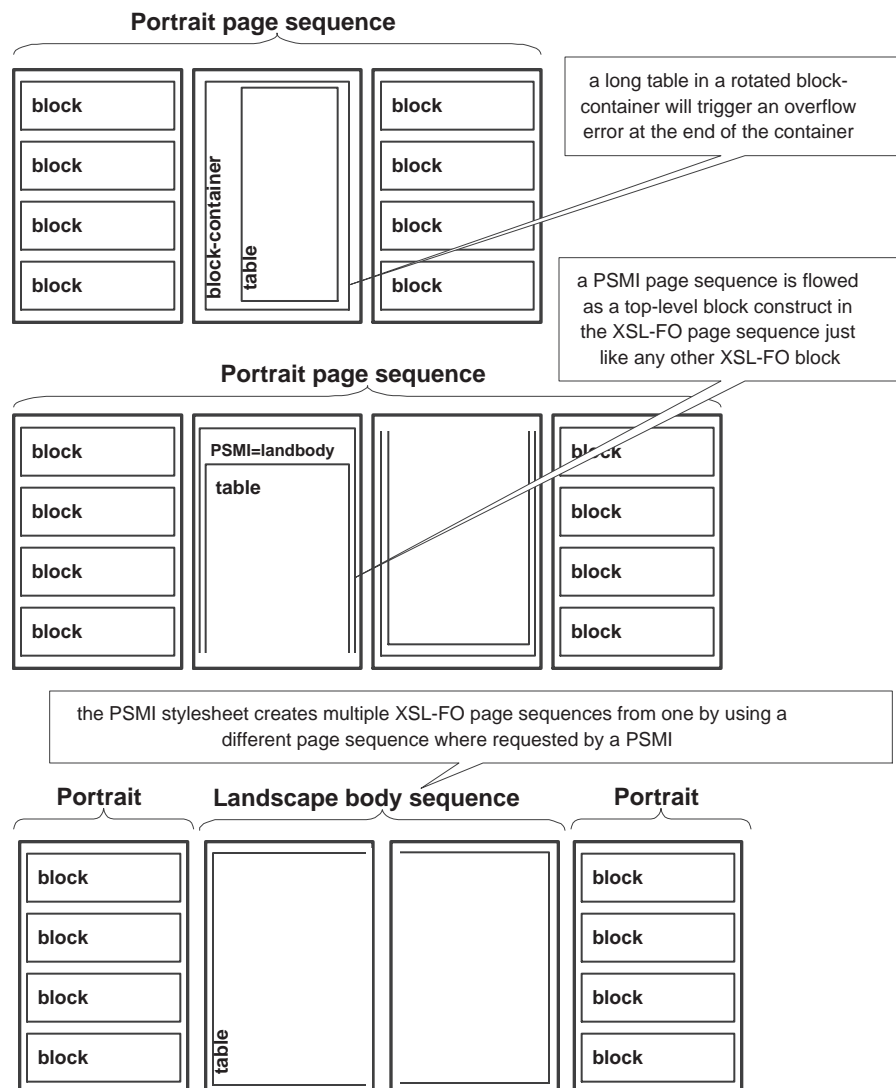 Portrait page sequence
a long table in a rotated block-
container will trigger an overflow
error at the end of the container
block
block
block
block
block-container
table
block
block
block
block
a PSMI page sequence is flowed
as a top-level block construct in
the XSL-FO page sequence just
like any other XSL-FO block
Portrait page sequence
block
block
block
block
PSMI=landbody
table
block
block
block
block
the PSMI stylesheet creates multiple XSL-FO page sequences from one by using a
different page sequence where requested by a PSMI
Portrait
Landscape body sequence
Portrait
block
block
block
block
table
block
block
block
block